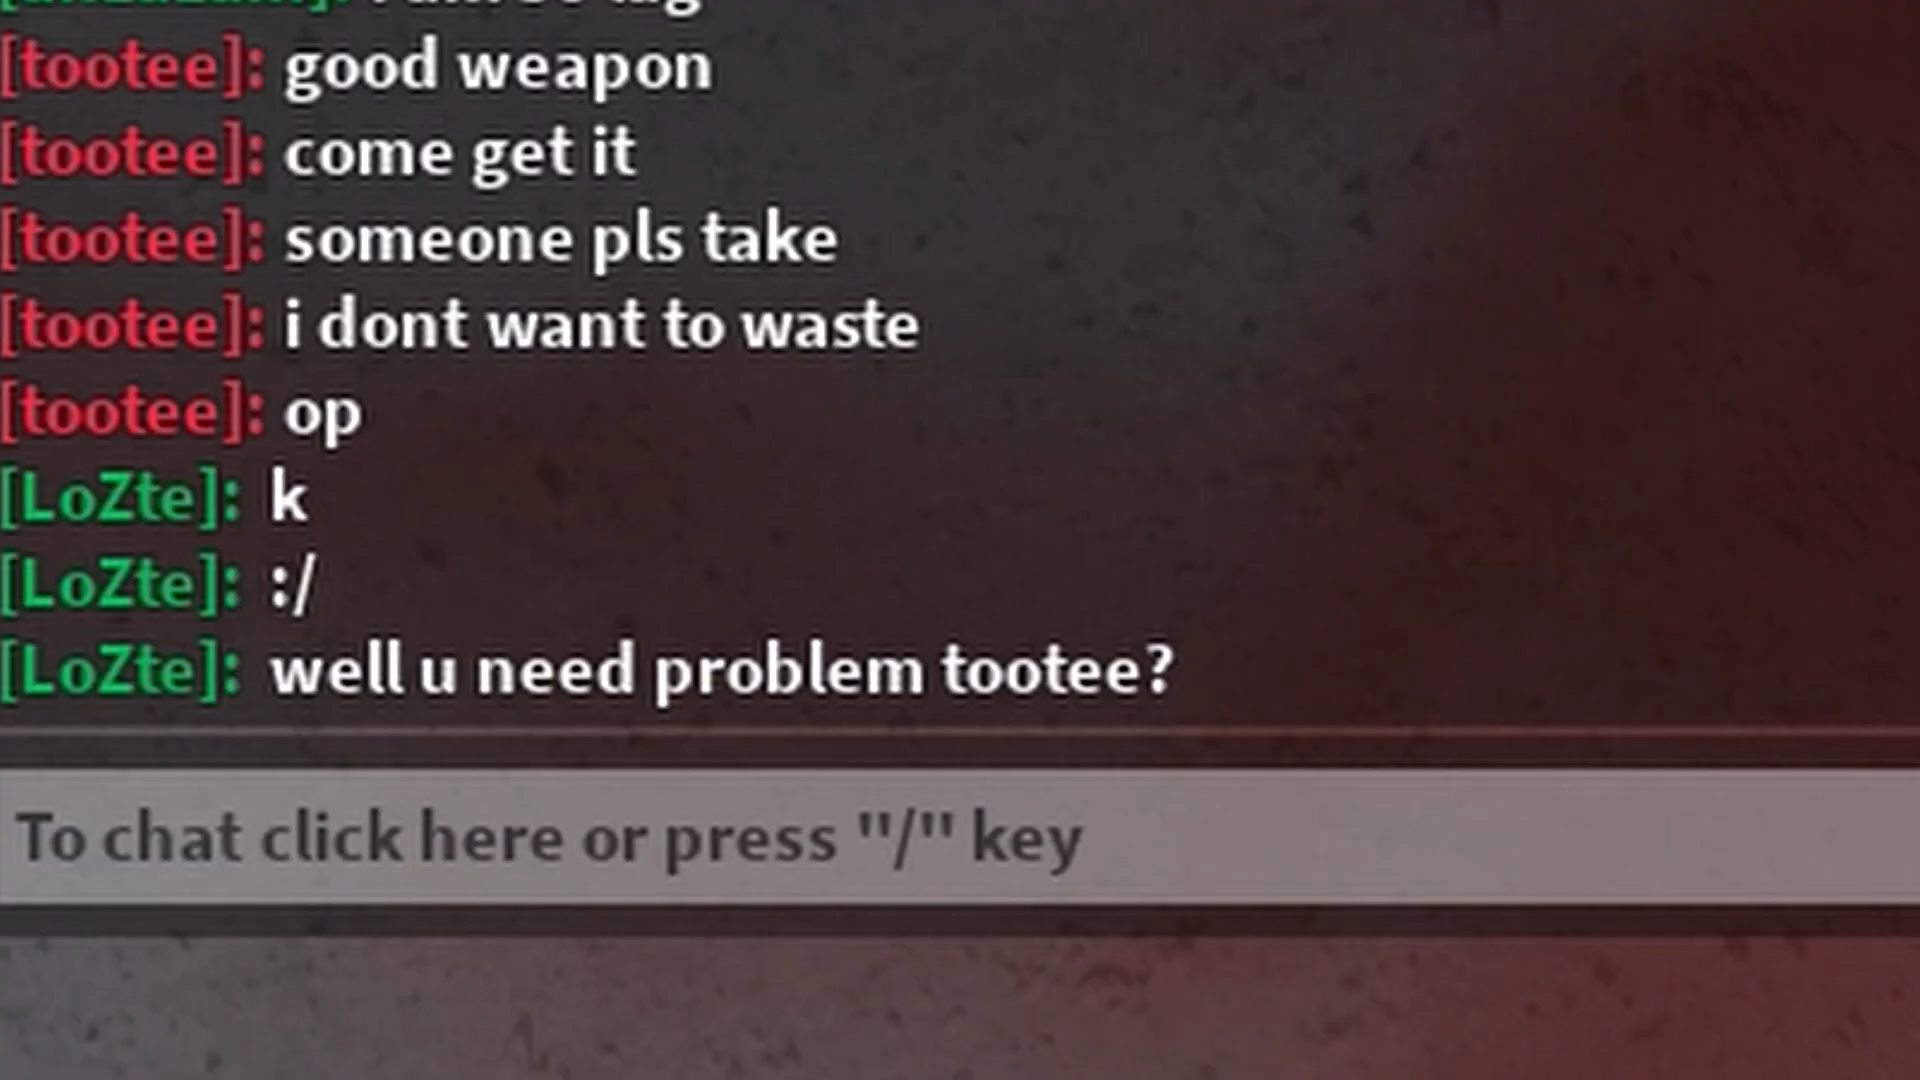 [tootee]: good weapon
[tootee]: come get it
[tootee]: someone pls take
[tootee]: i dont want to waste
[tootee]: op
[LoZte]: k
[LoZte]: :/
[LoZte]: well u need problem tootee?
To chat click here or press "/" key